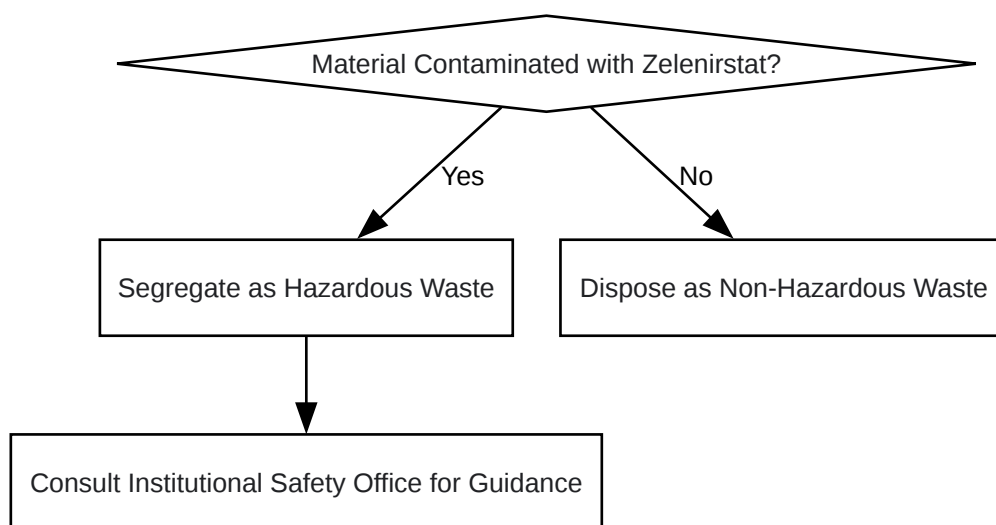 Material Contaminated with Zelenirstat?
Yes
No
Segregate as Hazardous Waste
Dispose as Non-Hazardous Waste
Consult Institutional Safety Office for Guidance